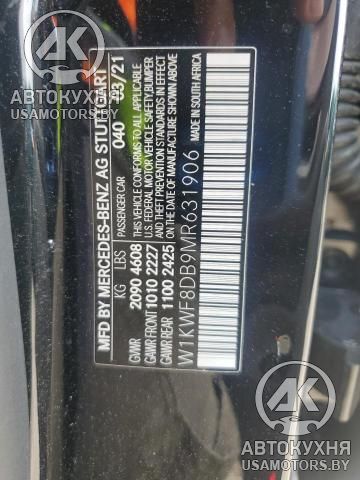 MFD BY MERCEDES-BENZ AG STUTTGART
PASSENGER CAR 040 03/21
KG LBS THIS VEHICLE CONFORMS TO ALL APPLICABLE
GVWR 2090 4608 U.S. FEDERAL MOTOR VEHICLE SAFETY/BUMPER
GAWR FRONT 1010 2227 AND THEFT PREVENTION STANDARDS IN EFFECT
GAWR REAR 1100 2425 ON THE DATE OF MANUFACTURE SHOWN ABOVE
MADE IN SOUTH AFRICA
W1KWF8DB9MR631906
АК
АВТОКУХНЯ
USAMOTORS.BY
АК
АВТОКУХНЯ
USAMOTORS.BY